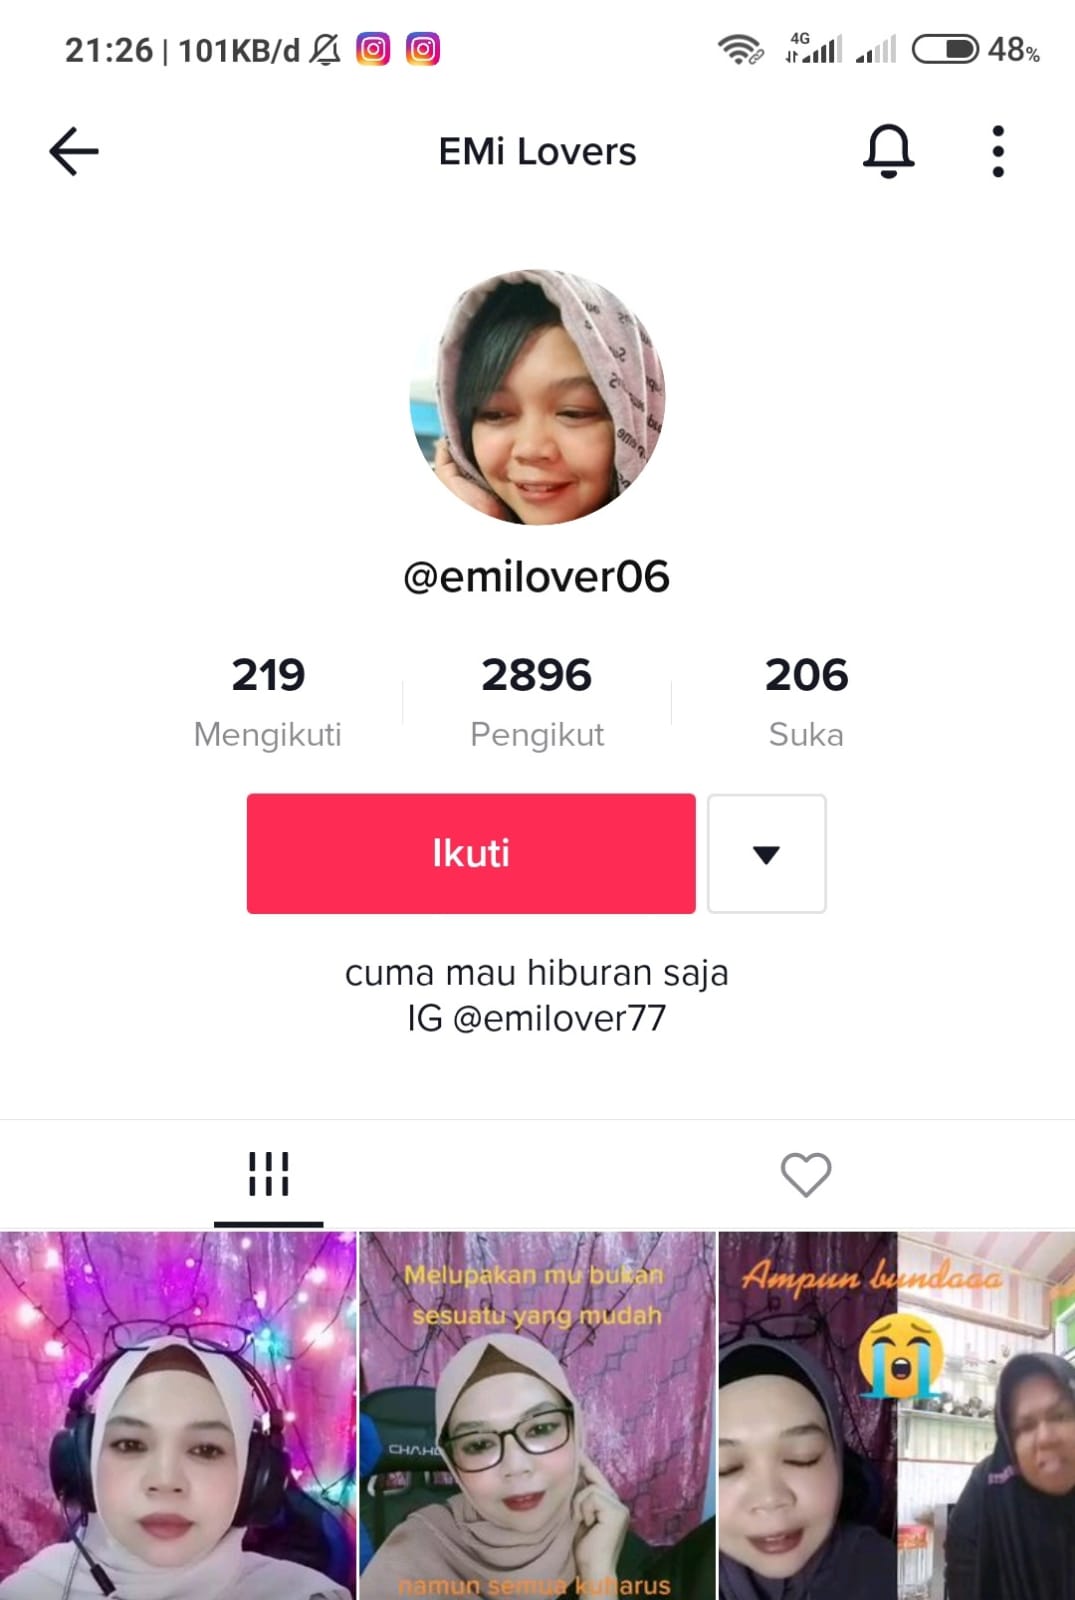 21:26 | 101KB/d
4G
48%
EMi Lovers
@emilover06
219
Mengikuti
2896
Pengikut
206
Suka
Ikuti
cuma mau hiburan saja
IG @emilover77
Melupakan mu bukan
sesuatu yang mudah
namun semua harus
Ampun bundaaa